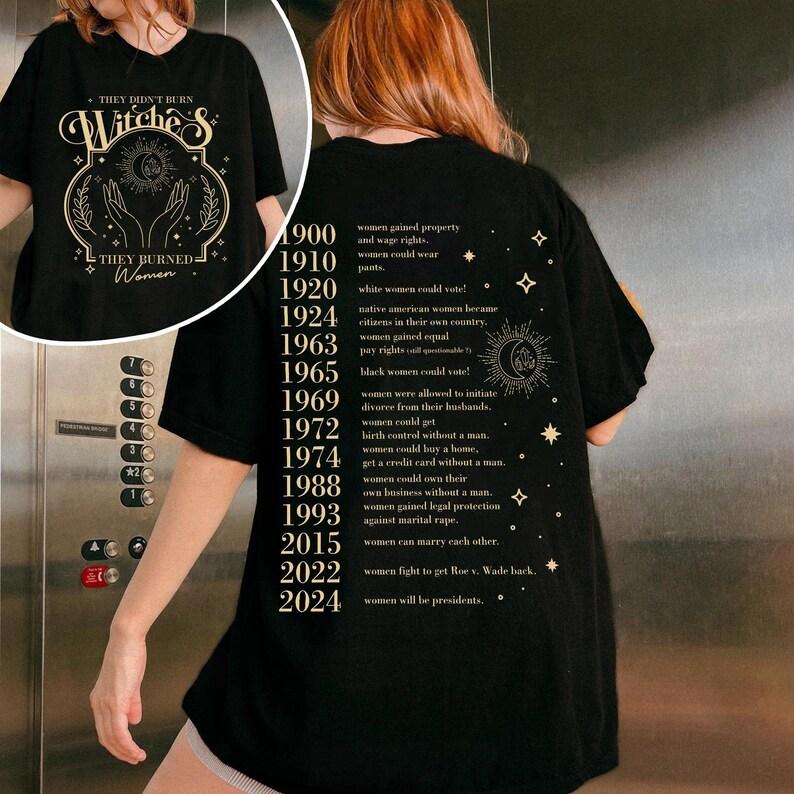 THEY DIDN'T BURN
Witches
THEY BURNED
Women
1900 women gained property
and wage rights.
1910 women could wear
pants.
1920 white women could vote!
1924 native american women became
citizens in their own country.
1963 women gained equal
pay rights (still questionable?)
1965 black women could vote!
1969 women were allowed to initiate
divorce from their husbands.
1972 women could get
birth control without a man.
1974 women could buy a home,
get a credit card without a man.
1988 women could own their
own business without a man.
1993 women gained legal protection
against marital rape.
2015 women can marry each other.
2022 women fight to get Roe v. Wade back.
2024 women will be presidents.
7
6
5
PEDESTRIAN BRIDGE
4
3
★2
1